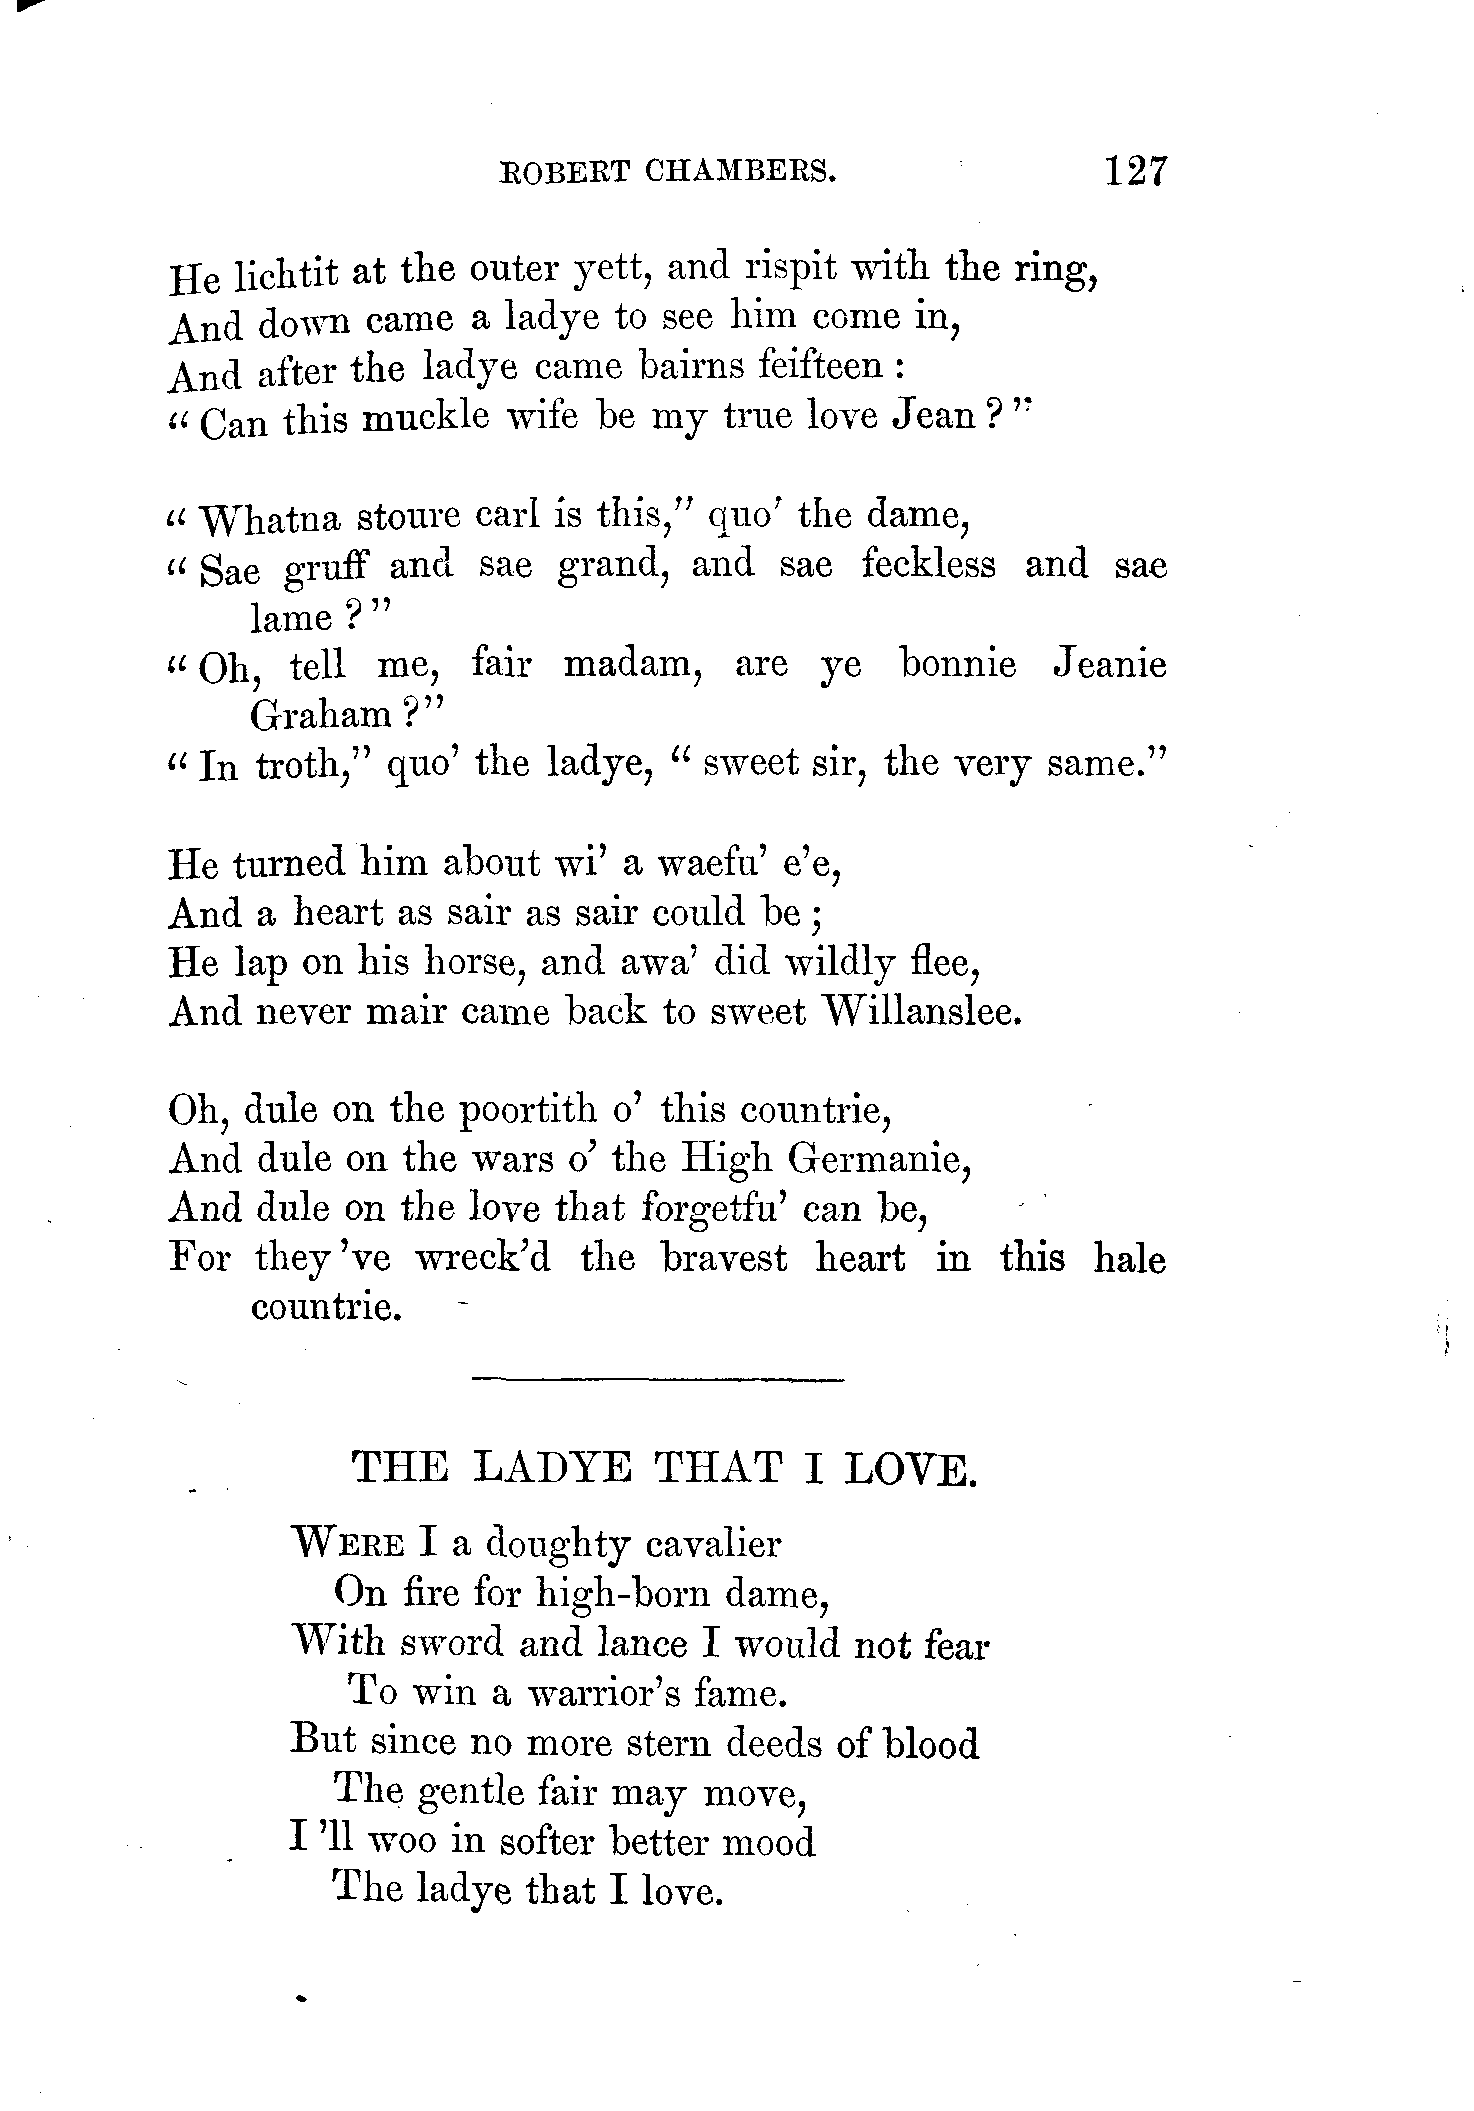 ROBERT CHAMBERS. 127
He lichtit at the outer yett, and rispit with the ring,
And down came a ladye to see him come in,
And after the ladye came bairns feifteen :
“ Can this muckle wife be my true love Jean ? ”
“ Whatna stoure carl is this,” quo’ the dame,
“ Sae gruff and sae grand, and sae feckless and sae
lame ? ”
“ Oh, tell me, fair madam, are ye bonnie Jeanie
Graham ?”
“ In troth,” quo’ the ladye, “ sweet sir, the very same.”
He turned him about wi’ a waefu’ e’e,
And a heart as sair as sair could be ;
He lap on his horse, and awa’ did wildly flee,
And never mair came back to sweet Willanslee.
Oh, dule on the poortith o’ this countrie,
And dule on the wars o’ the High Germanie,
And dule on the love that forgetfu’ can be,
For they ’ve wreck’d the bravest heart in this hale
countrie.
THE LADYE THAT I LOVE.
WERE I a doughty cavalier
On fire for high-born dame,
With sword and lance I would not fear
To win a warrior’s fame.
But since no more stern deeds of blood
The gentle fair may move,
I ’ll woo in softer better mood
The ladye that I love.